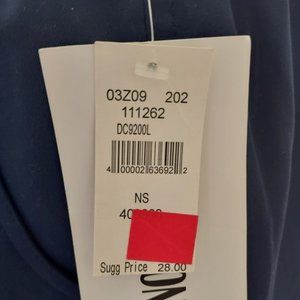 03Z09 202
111262
DC9200L
4 00002 63692 2
NS
Sugg Price 28.00